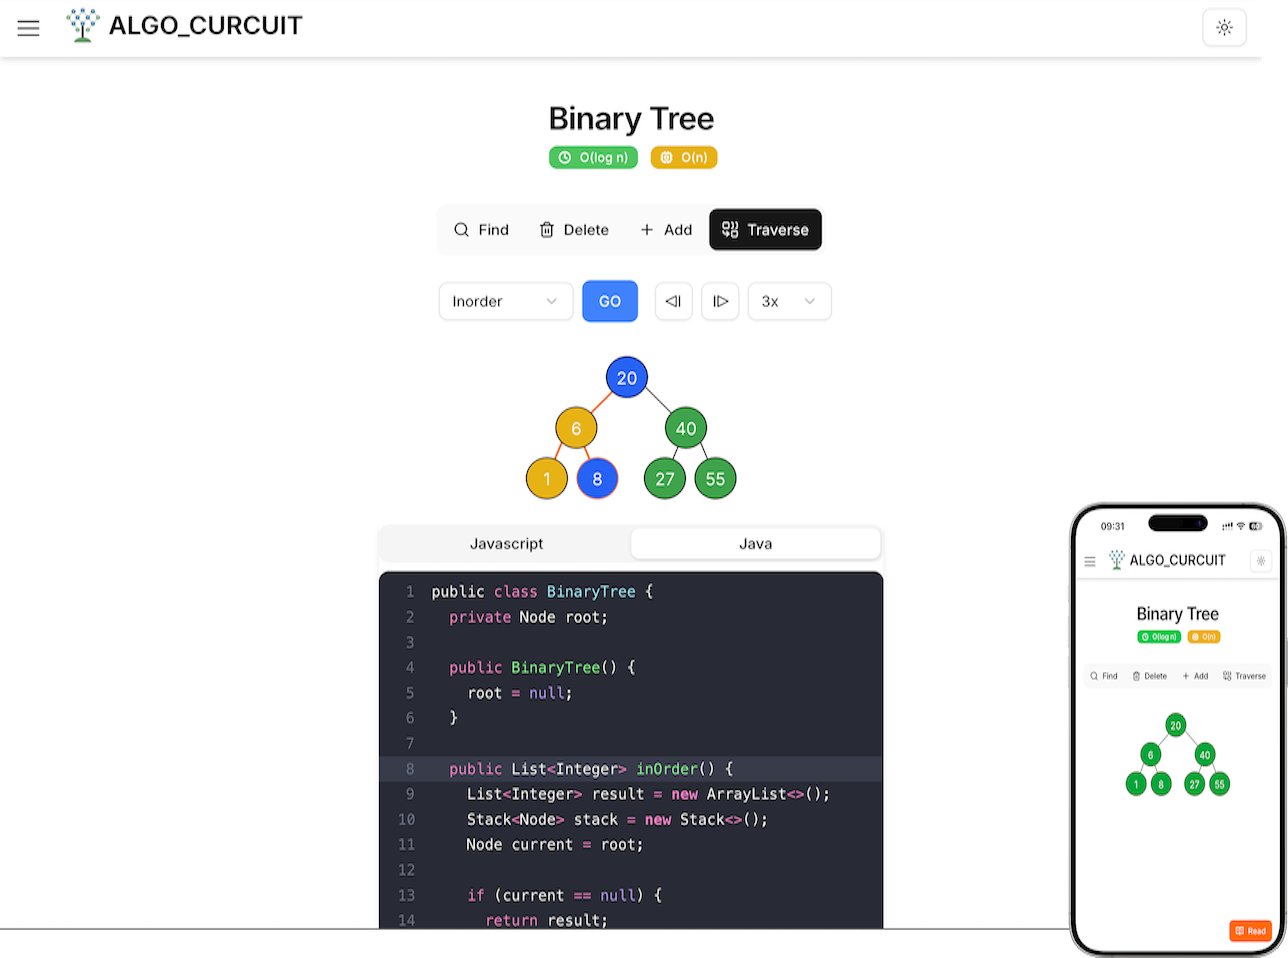 ALGO_CURCUIT
Binary Tree
O(log n) O(n)
Find Delete Add Traverse
Inorder GO 3x
20
6 40
1 8 27 55
Javascript Java
1 public class BinaryTree {
2 private Node root;
3
4 public BinaryTree() {
5 root = null;
6 }
7
8 public List<Integer> inOrder() {
9 List<Integer> result = new ArrayList<>();
10 Stack<Node> stack = new Stack<>();
11 Node current = root;
12
13 if (current == null) {
14 return result;
09:31
ALGO_CURCUIT
Binary Tree
O(log n) O(n)
Find Delete Add Traverse
20
6 40
1 8 27 55
Read